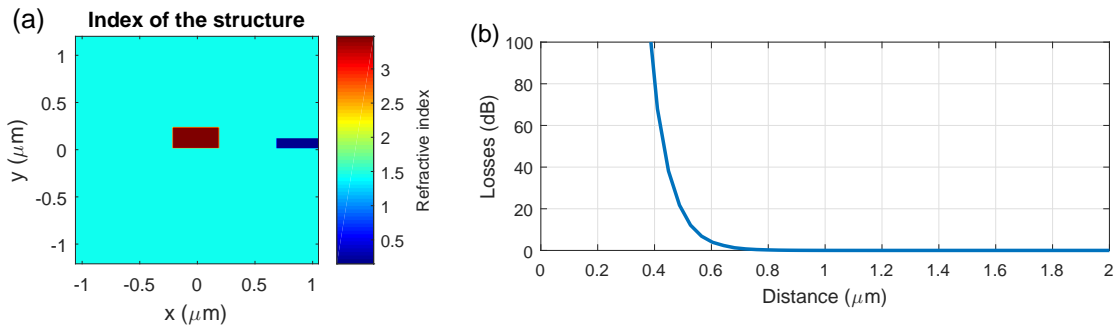 (a)
Index of the structure
1
0.5
0
-0.5
-1
y (μm)
-1 -0.5 0 0.5 1
x (μm)
3
2.5
2
1.5
1
0.5
Refractive index
(b)
100
80
60
40
20
0
Losses (dB)
0 0.2 0.4 0.6 0.8 1 1.2 1.4 1.6 1.8 2
Distance (μm)